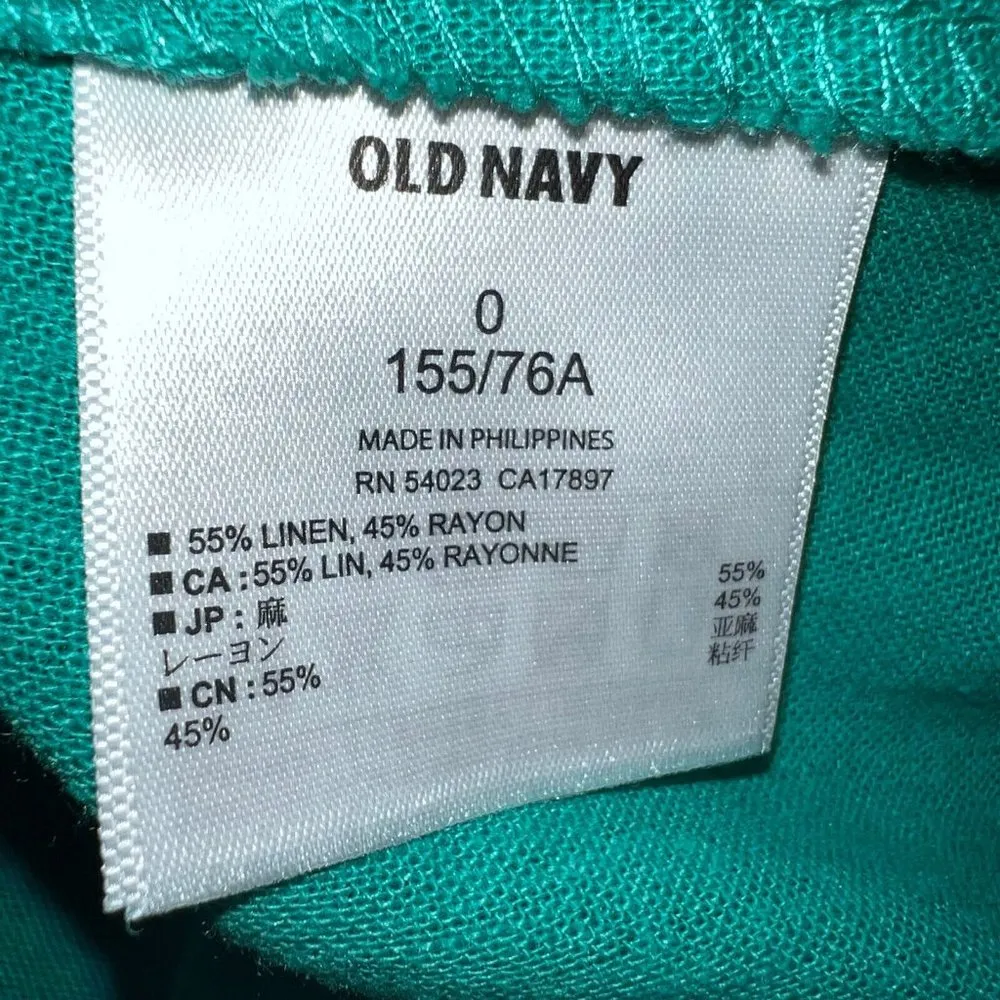 OLD NAVY
0
155/76A
MADE IN PHILIPPINES
RN 54023 CA17897
55% LINEN, 45% RAYON
CA : 55% LIN, 45% RAYONNE
JP : 麻 55%
レーヨン 45%
CN : 55% 亚麻
45% 粘纤